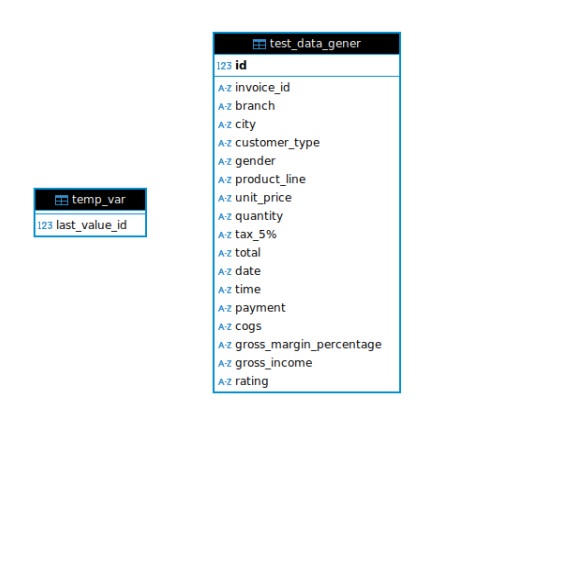 temp_var
123 last_value_id
test_data_gener
123 id
A-Z invoice_id
A-Z branch
A-Z city
A-Z customer_type
A-Z gender
A-Z product_line
A-Z unit_price
A-Z quantity
A-Z tax_5%
A-Z total
A-Z date
A-Z time
A-Z payment
A-Z cogs
A-Z gross_margin_percentage
A-Z gross_income
A-Z rating